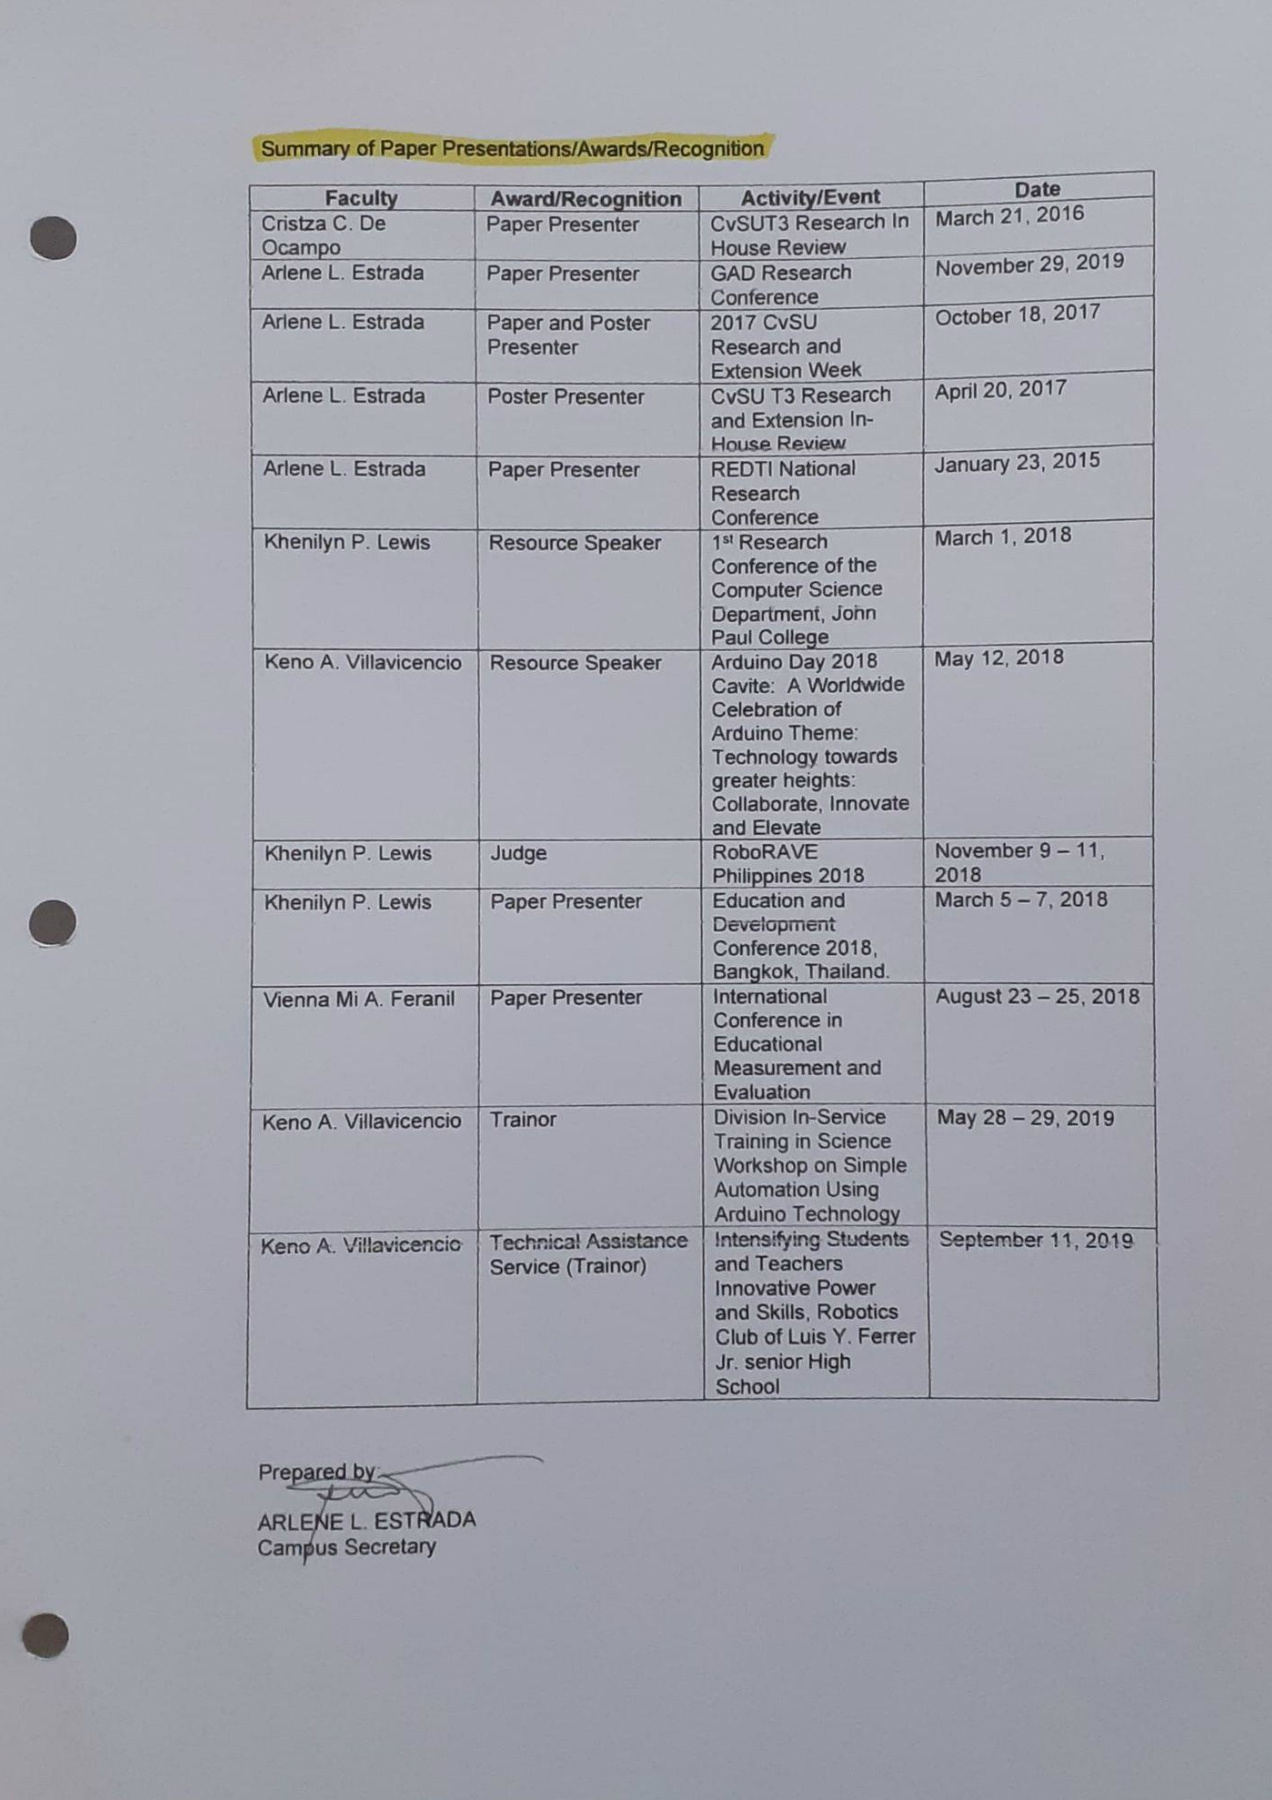 Summary of Paper Presentations/Awards/Recognition
Faculty Award/Recognition Activity/Event Date
Cristza C. De Paper Presenter CvSUT3 Research In March 21, 2016
Ocampo House Review
Arlene L. Estrada Paper Presenter GAD Research November 29, 2019
Conference
Arlene L. Estrada Paper and Poster 2017 CvSU October 18, 2017
Presenter Research and
Extension Week
Arlene L. Estrada Poster Presenter CvSU T3 Research April 20, 2017
and Extension In-
House Review
Arlene L. Estrada Paper Presenter REDTI National January 23, 2015
Research
Conference
Khenilyn P. Lewis Resource Speaker 1st Research March 1, 2018
Conference of the
Computer Science
Department, John
Paul College
Keno A. Villavicencio Resource Speaker Arduino Day 2018 May 12, 2018
Cavite: A Worldwide
Celebration of
Arduino Theme:
Technology towards
greater heights:
Collaborate, Innovate
and Elevate
Khenilyn P. Lewis Judge RoboRAVE November 9 – 11,
Philippines 2018 2018
Khenilyn P. Lewis Paper Presenter Education and March 5 – 7, 2018
Development
Conference 2018,
Bangkok, Thailand.
Vienna Mi A. Feranil Paper Presenter International August 23 – 25, 2018
Conference in
Educational
Measurement and
Evaluation
Keno A. Villavicencio Trainor Division In-Service May 28 – 29, 2019
Training in Science
Workshop on Simple
Automation Using
Arduino Technology
Keno A. Villavicencio Technical Assistance Intensifying Students September 11, 2019
Service (Trainor) and Teachers
Innovative Power
and Skills, Robotics
Club of Luis Y. Ferrer
Jr. senior High
School
Prepared by:
ARLENE L. ESTRADA
Campus Secretary